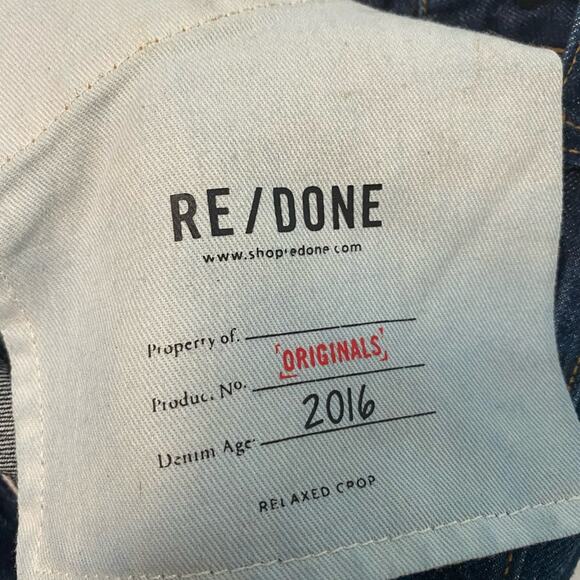 RE/DONE
www.shopredone.com
Property of:
Product No. ORIGINALS
Denim Age: 2016
RELAXED CROP